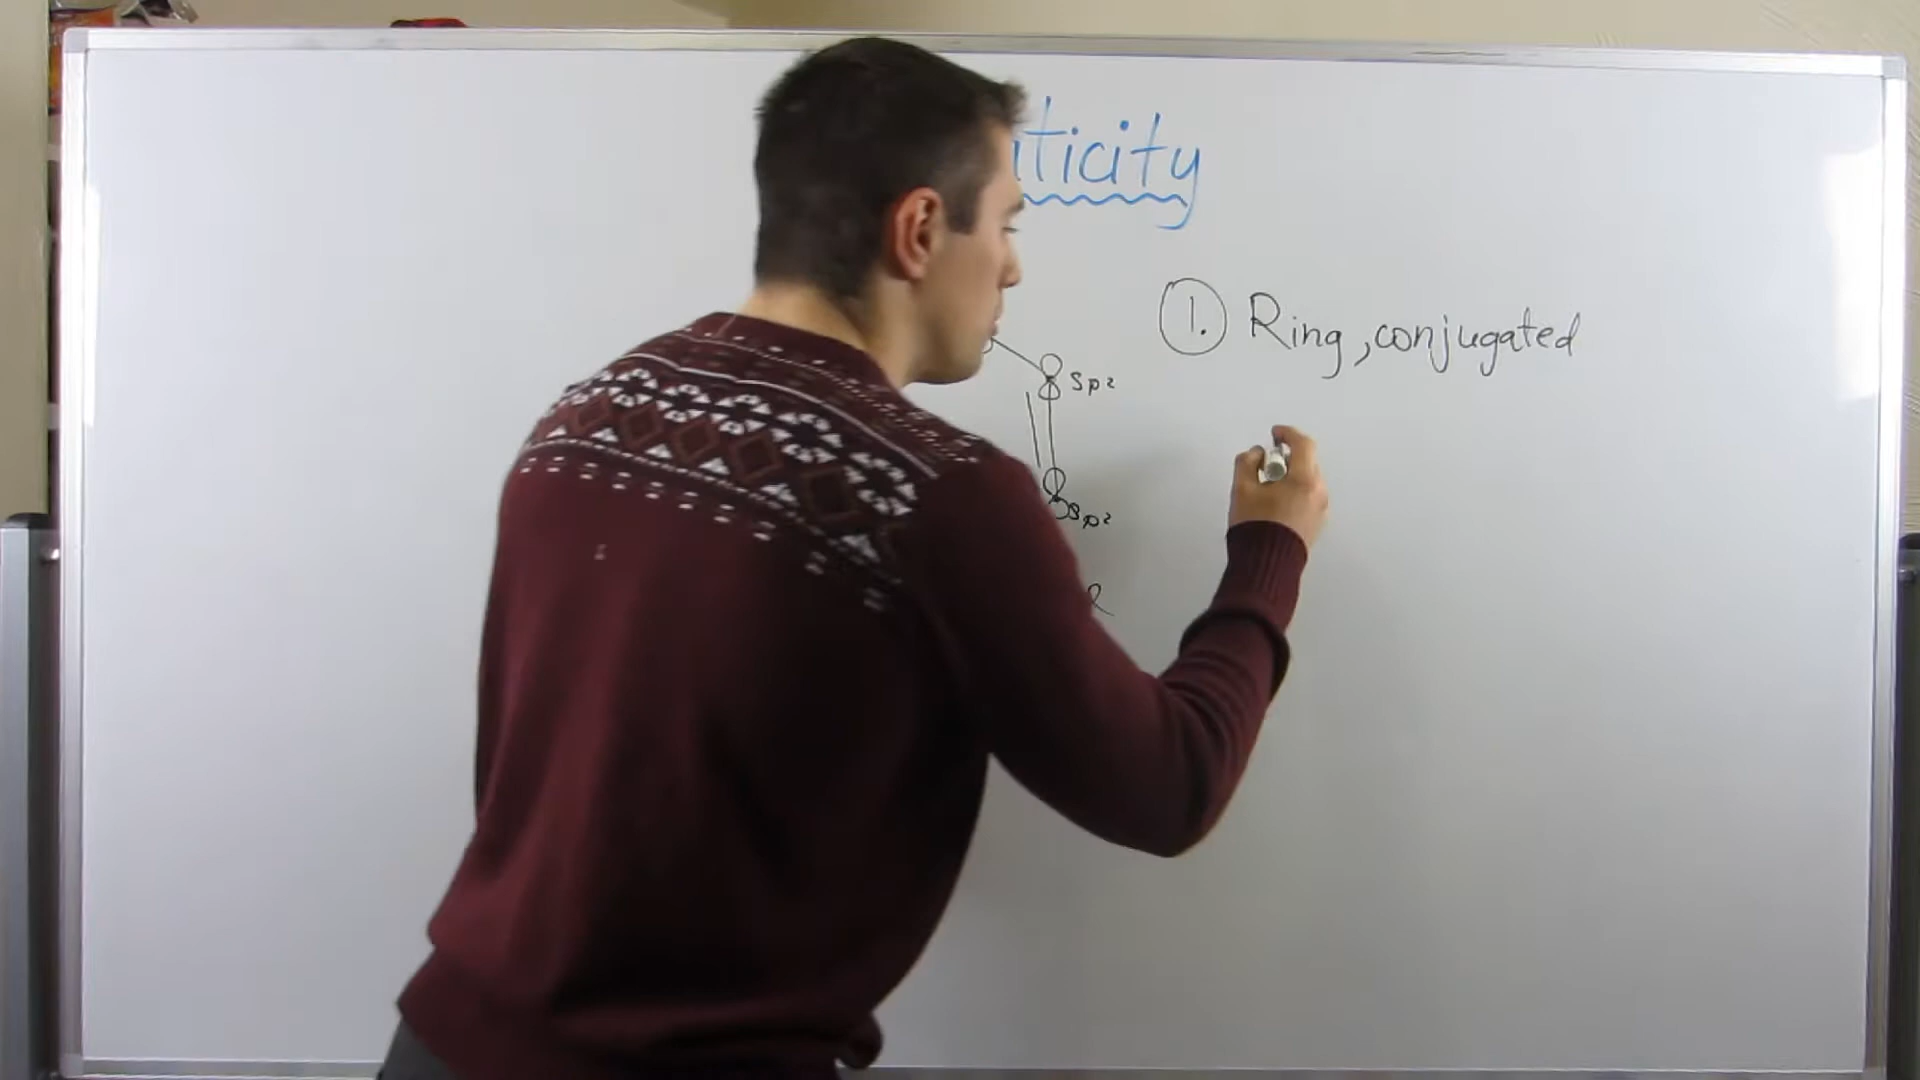 ticity
1. Ring, conjugated
sp2
sp2